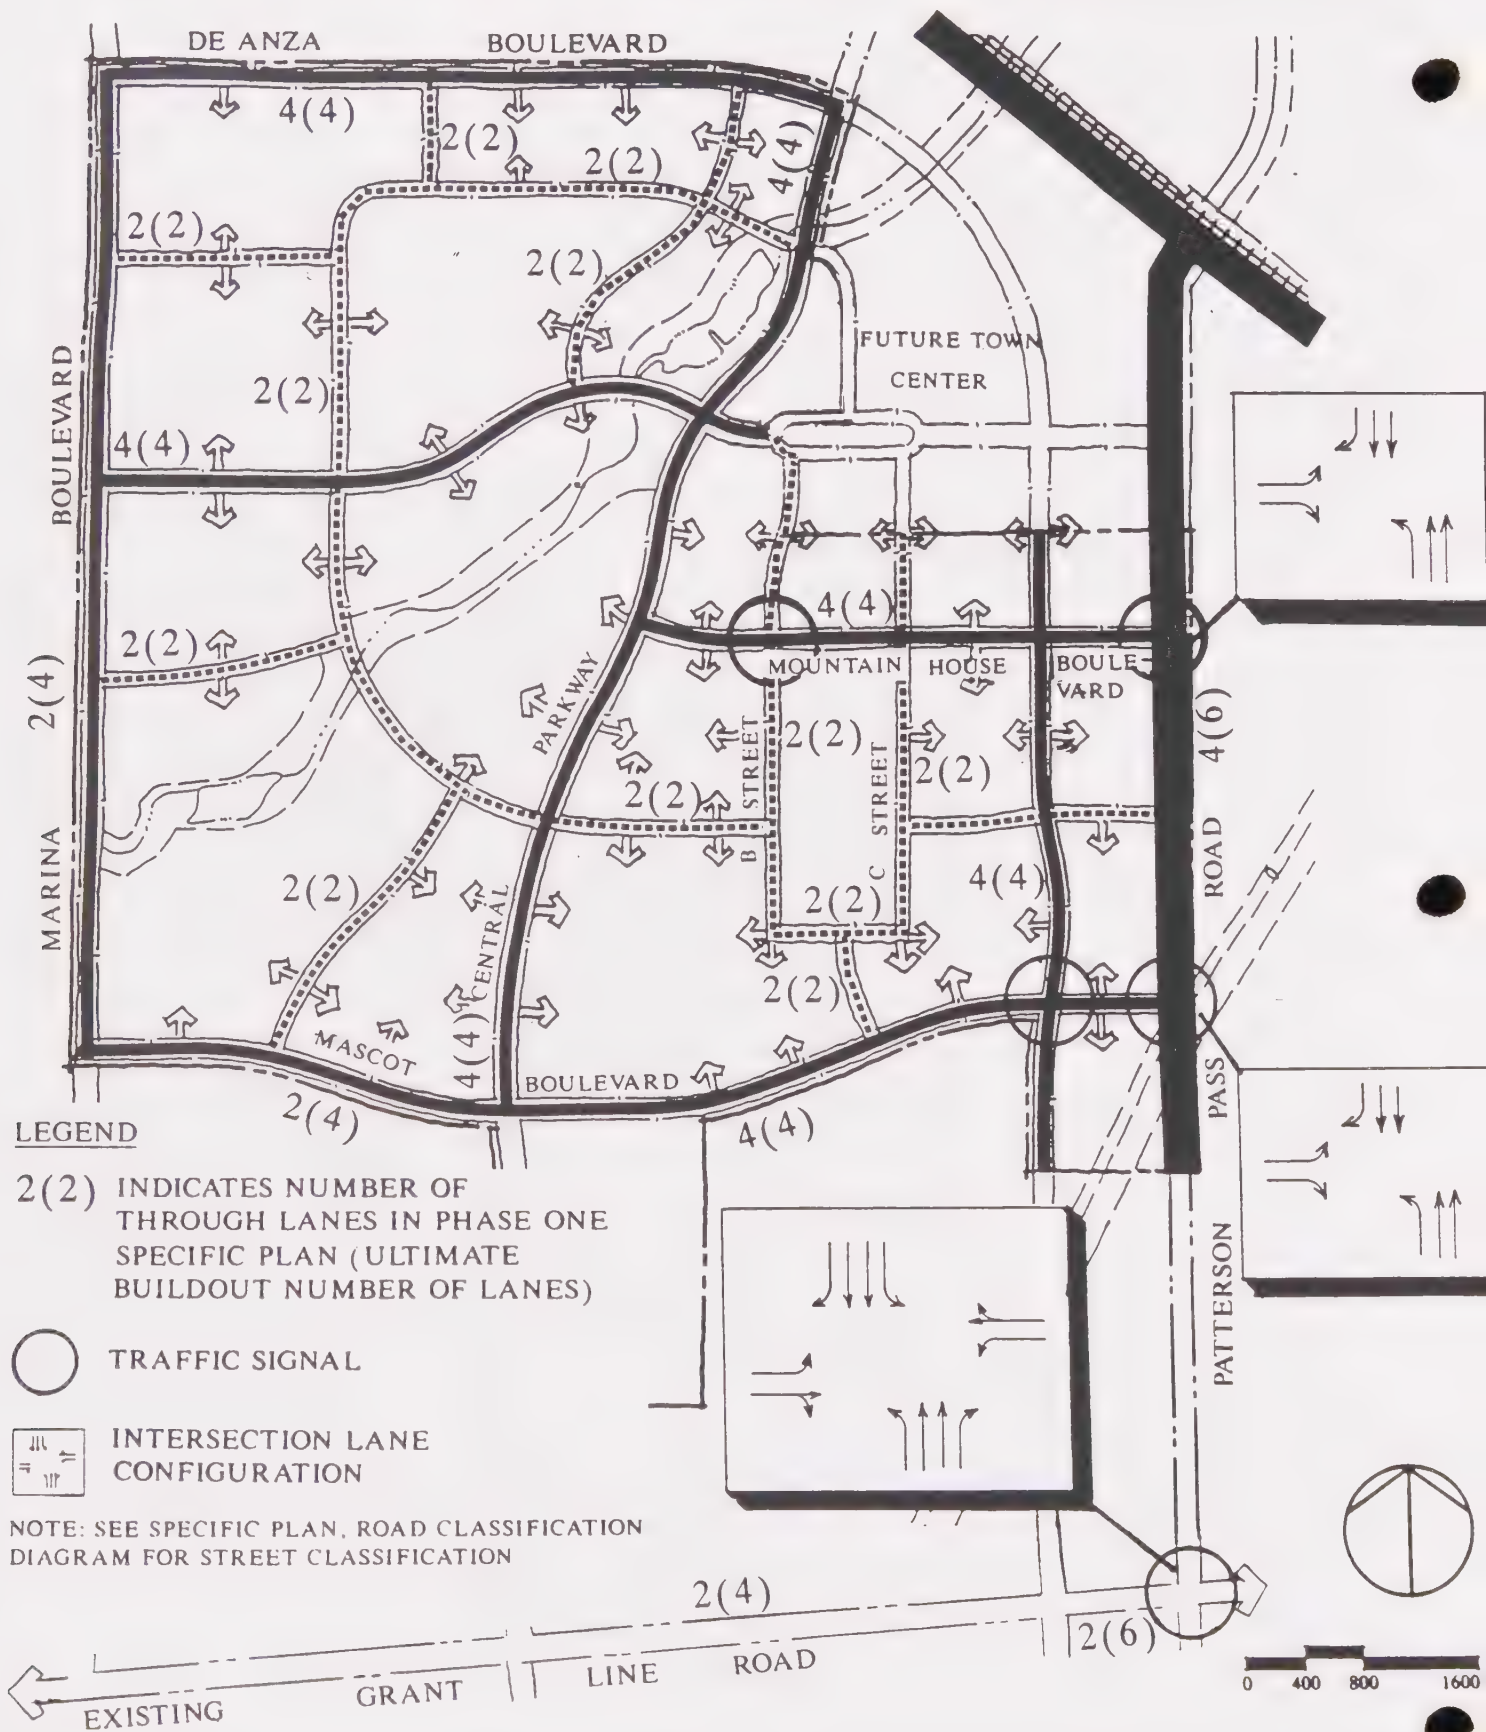 DE ANZA BOULEVARD
4(4)
2(2)
2(2)
4(4)
2(2)
2(2)
FUTURE TOWN
CENTER
BOULEVARD
2(2)
4(4)
4(4)
MOUNTAIN HOUSE BOULE
VARD
2(2)
2(4)
PARKWAY
4(6)
B STREET
2(2)
C STREET
2(2)
2(2)
MARINA
ROAD
2(2)
4(4)
2(2)
CENTRAL
2(2)
4(4)
MASCOT
BOULEVARD
2(4)
4(4)
PASS
PATTERSON
LEGEND
2(2) INDICATES NUMBER OF
THROUGH LANES IN PHASE ONE
SPECIFIC PLAN (ULTIMATE
BUILDOUT NUMBER OF LANES)
TRAFFIC SIGNAL
INTERSECTION LANE
CONFIGURATION
NOTE: SEE SPECIFIC PLAN, ROAD CLASSIFICATION
DIAGRAM FOR STREET CLASSIFICATION
2(4)
2(6)
EXISTING GRANT LINE ROAD
0 400 800 1600